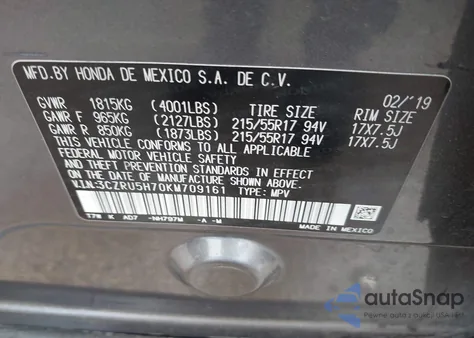 MFD.BY HONDA DE MEXICO S.A. DE C.V.
02/'19
GVWR 1815KG (4001LBS) TIRE SIZE RIM SIZE
GAWR F 965KG (2127LBS) 215/55R17 94V 17X7.5J
GAWR R 850KG (1873LBS) 215/55R17 94V 17X7.5J
THIS VEHICLE CONFORMS TO ALL APPLICABLE
FEDERAL MOTOR VEHICLE SAFETY STANDARDS IN EFFECT
ON THE DATE OF MANUFACTURE SHOWN ABOVE.
VIN:3CZRU5H70KM709161 TYPE: MPV
K AD7 -NH797M -A -M
MADE IN MEXICO
autoSnap